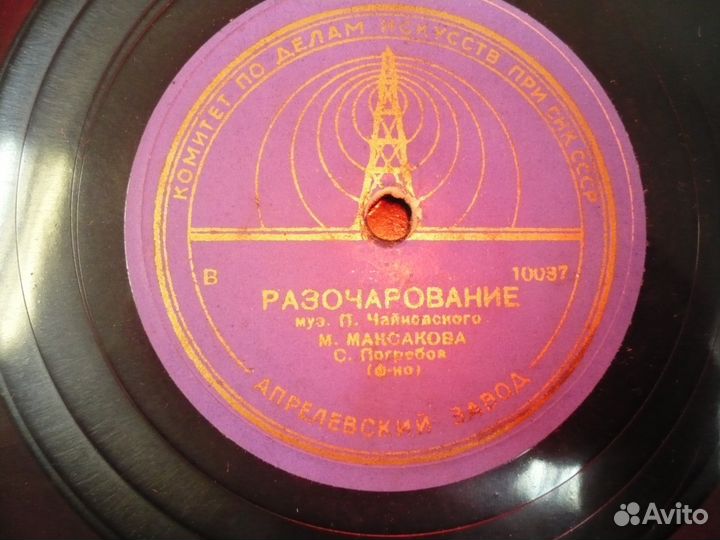 КОМИТЕТ ПО ДЕЛАМ ИСКУССТВ ПРИ СНК СССР
В 10037
РАЗОЧАРОВАНИЕ
муз. П. Чайковского
М. МАКСАКОВА
С. Погребов
(ф-но)
АПРЕЛЕВСКИЙ ЗАВОД
Avito